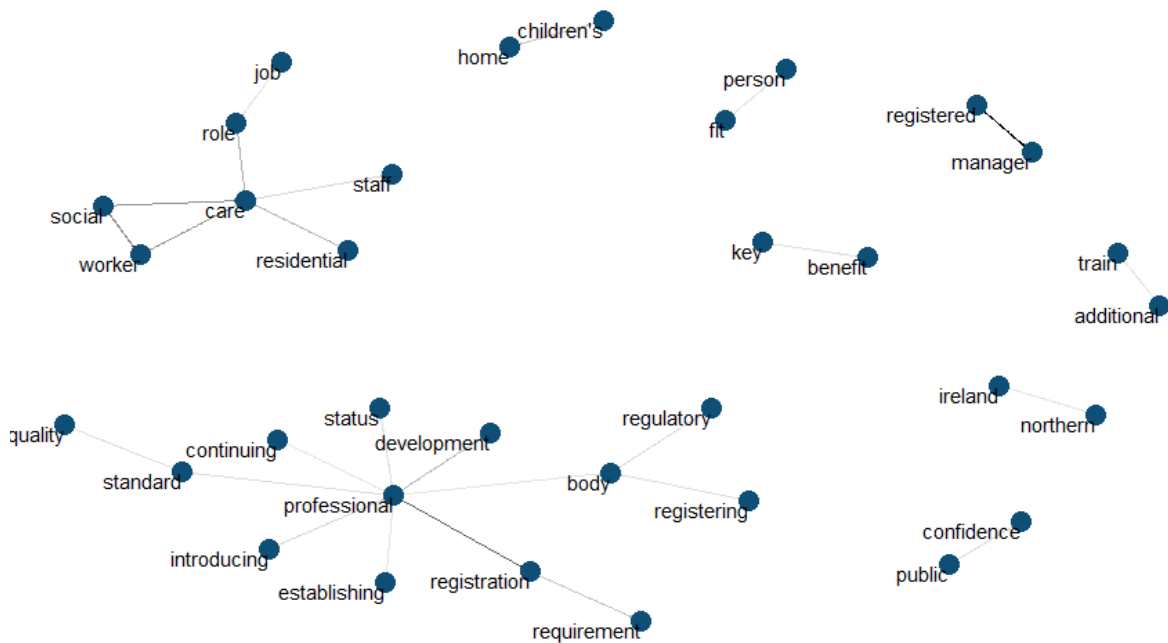 children's
home
job
person
fit
registered
role
manager
staff
social
care
worker
residential
key
benefit
train
additional
ireland
northern
status
regulatory
quality
continuing
development
standard
body
professional
registering
confidence
introducing
public
establishing
registration
requirement